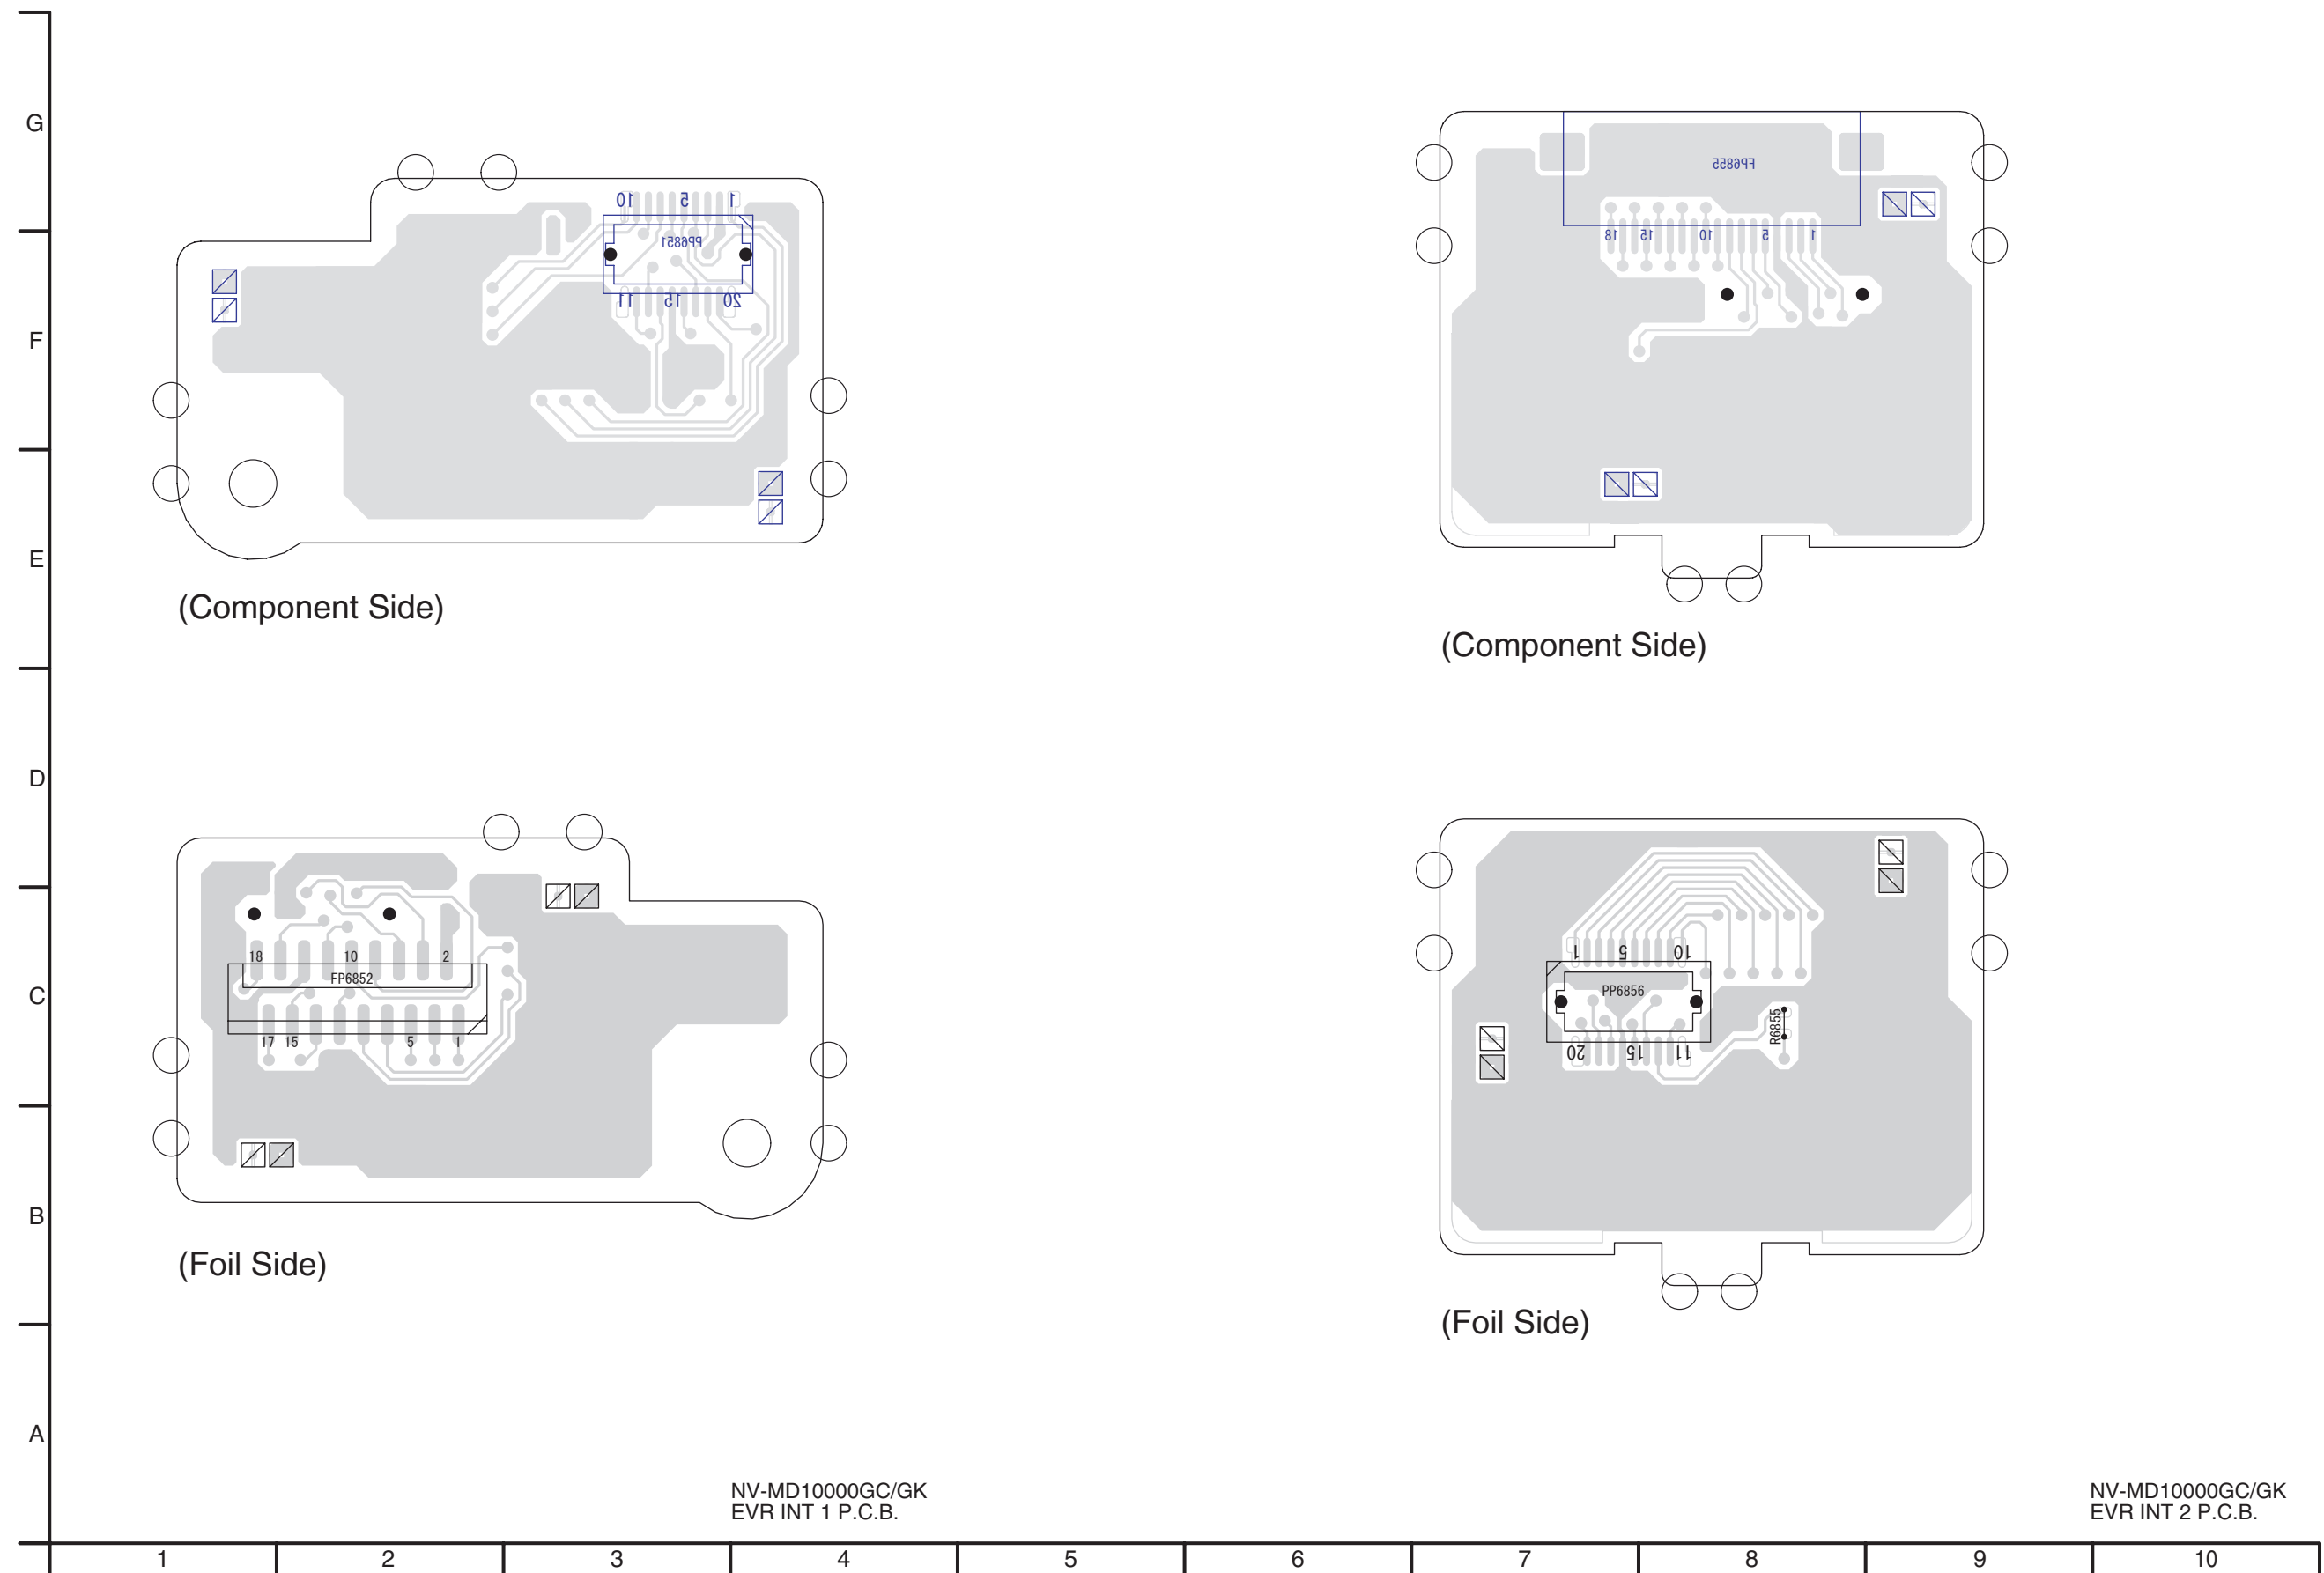 G
F
E
D
C
B
A
10 5 1
PP6851
11 15 20
(Component Side)
FP6855
18 15 10 5 1
(Component Side)
18 10 2
FP6852
17 15 5 1
(Foil Side)
1 5 10
PP6856
20 15 11
R6855
(Foil Side)
NV-MD10000GC/GK
EVR INT 1 P.C.B.
NV-MD10000GC/GK
EVR INT 2 P.C.B.
1 2 3 4 5 6 7 8 9 10